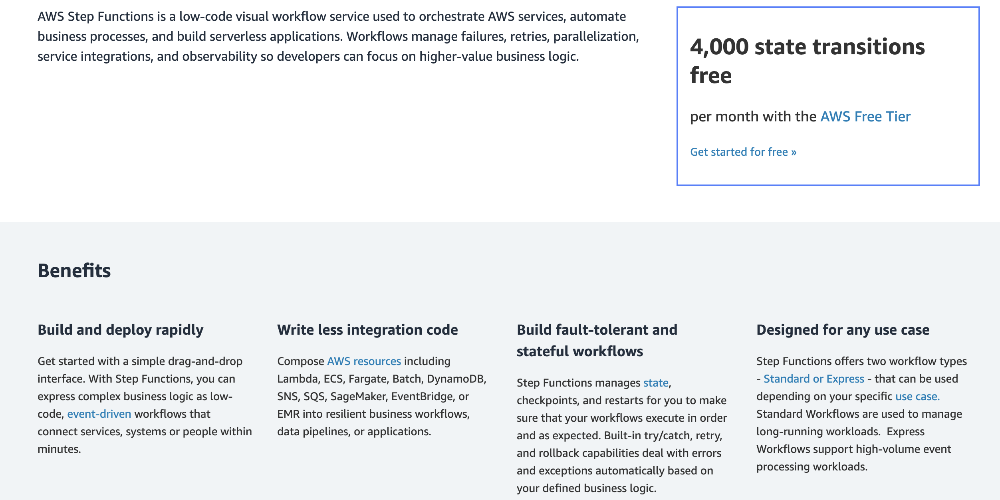 AWS Step Functions is a low-code visual workflow service used to orchestrate AWS services, automate
business processes, and build serverless applications. Workflows manage failures, retries, parallelization,
service integrations, and observability so developers can focus on higher-value business logic.
4,000 state transitions
free
per month with the AWS Free Tier
Get started for free »
Benefits
Build and deploy rapidly
Get started with a simple drag-and-drop
interface. With Step Functions, you can
express complex business logic as low-
code, event-driven workflows that
connect services, systems or people within
minutes.
Write less integration code
Compose AWS resources including
Lambda, ECS, Fargate, Batch, DynamoDB,
SNS, SQS, SageMaker, EventBridge, or
EMR into resilient business workflows,
data pipelines, or applications.
Build fault-tolerant and
stateful workflows
Step Functions manages state,
checkpoints, and restarts for you to make
sure that your workflows execute in order
and as expected. Built-in try/catch, retry,
and rollback capabilities deal with errors
and exceptions automatically based on
your defined business logic.
Designed for any use case
Step Functions offers two workflow types
- Standard or Express - that can be used
depending on your specific use case.
Standard Workflows are used to manage
long-running workloads.  Express
Workflows support high-volume event
processing workloads.